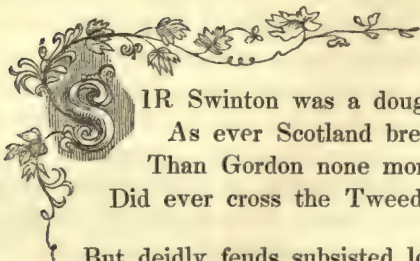 SIR Swinton was a doug
As ever Scotland bre
Than Gordon none mor
Did ever cross the Tweed
But deidly feuds subsisted l